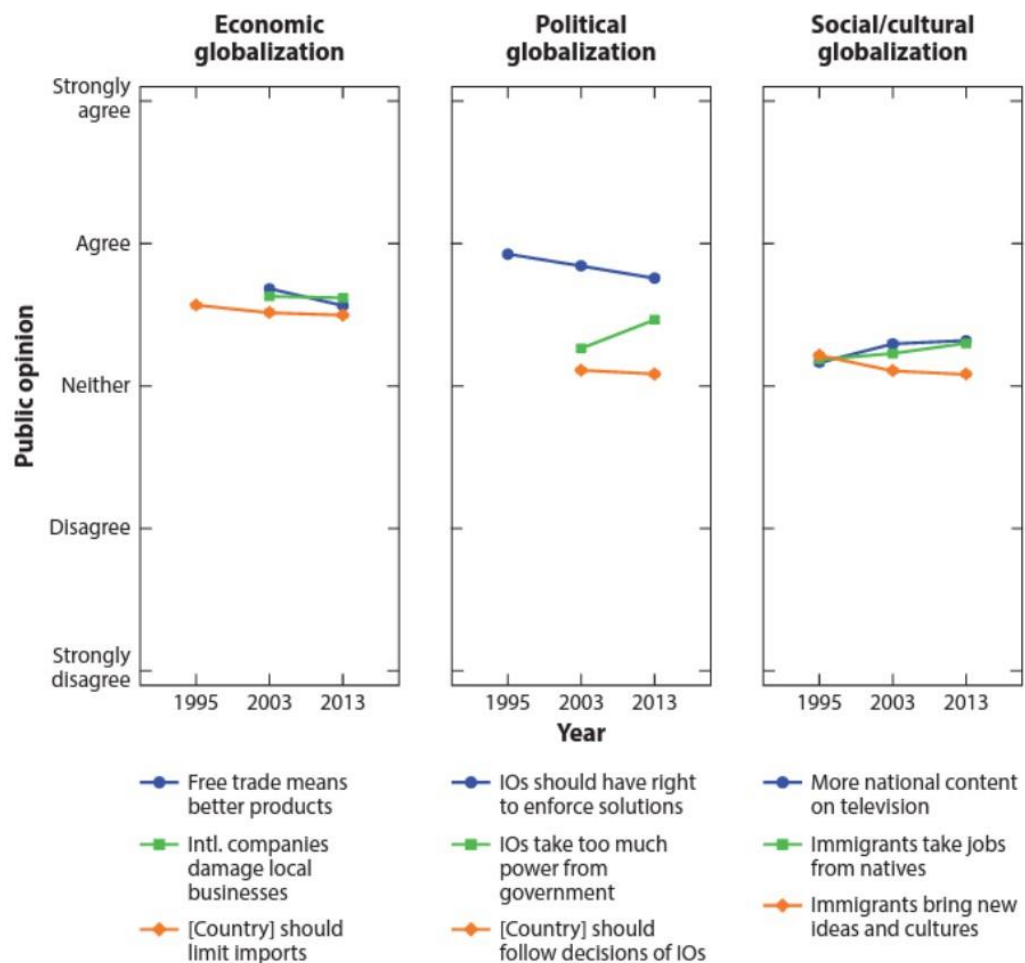 Economic
globalization
Political
globalization
Social/cultural
globalization
Strongly
agree
Agree
Neither
Disagree
Strongly
disagree
Public opinion
1995 2003 2013
1995 2003 2013
1995 2003 2013
Year
Free trade means
better products
Intl. companies
damage local
businesses
[Country] should
limit imports
IOs should have right
to enforce solutions
IOs take too much
power from
government
[Country] should
follow decisions of IOs
More national content
on television
Immigrants take jobs
from natives
Immigrants bring new
ideas and cultures